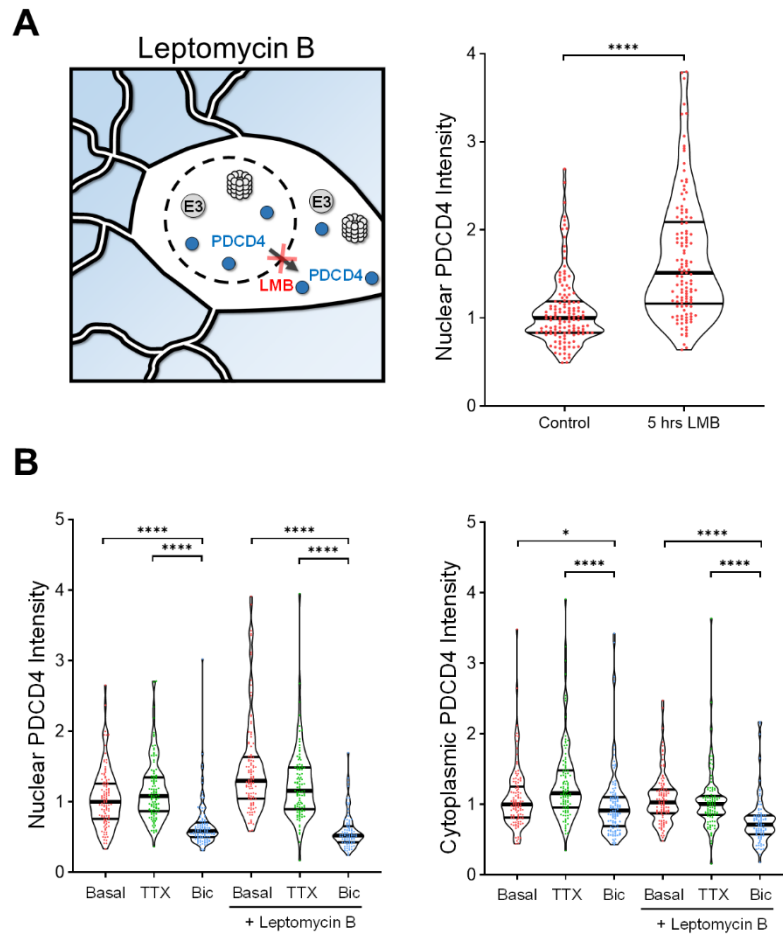 A
Leptomycin B
E3
E3
PDCD4
PDCD4
LMB
Nuclear PDCD4 Intensity
4
3
2
1
0
****
Control
5 hrs LMB
B
Nuclear PDCD4 Intensity
5
4
3
2
1
0
**** ****
**** ****
Basal TTX Bic Basal TTX Bic
+ Leptomycin B
Cytoplasmic PDCD4 Intensity
5
4
3
2
1
0
* ****
**** ****
Basal TTX Bic Basal TTX Bic
+ Leptomycin B